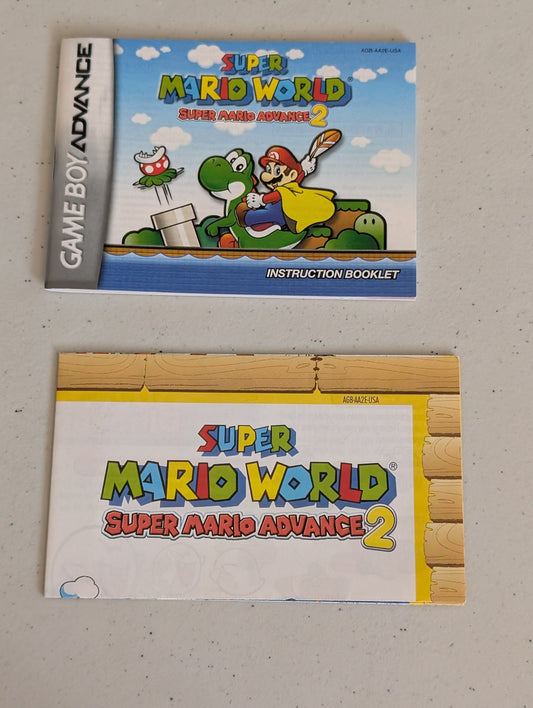 GAME BOY ADVANCE
AGB-AA2E-USA
SUPER
MARIO WORLD®
SUPER MARIO ADVANCE 2
INSTRUCTION BOOKLET
AGB-AA2E-USA
SUPER
MARIO WORLD®
SUPER MARIO ADVANCE 2